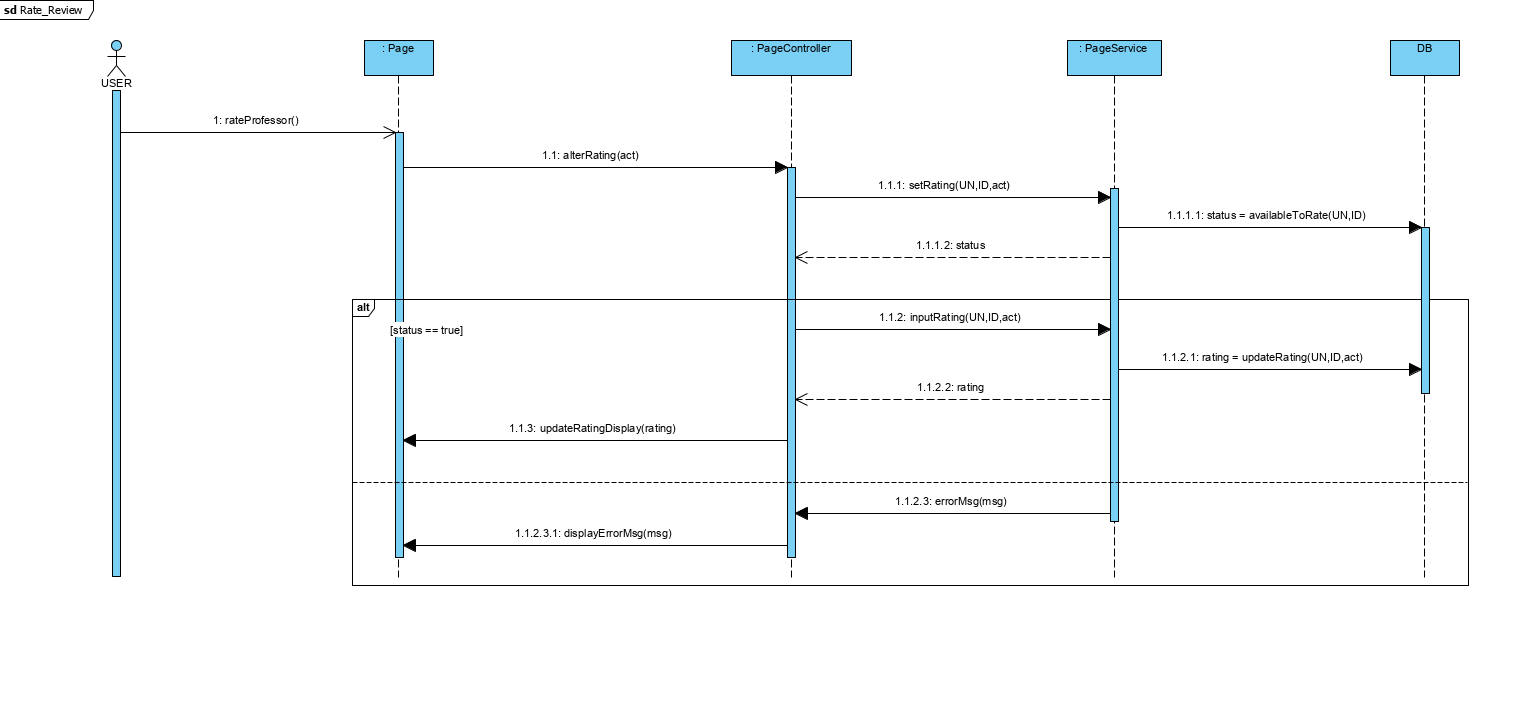 sd Rate_Review
USER
: Page
: PageController
: PageService
DB
1: rateProfessor()
1.1: alterRating(act)
1.1.1: setRating(UN,ID,act)
1.1.1.1: status = availableToRate(UN,ID)
1.1.1.2: status
alt
[status == true]
1.1.2: inputRating(UN,ID,act)
1.1.2.1: rating = updateRating(UN,ID,act)
1.1.2.2: rating
1.1.3: updateRatingDisplay(rating)
1.1.2.3: errorMsg(msg)
1.1.2.3.1: displayErrorMsg(msg)